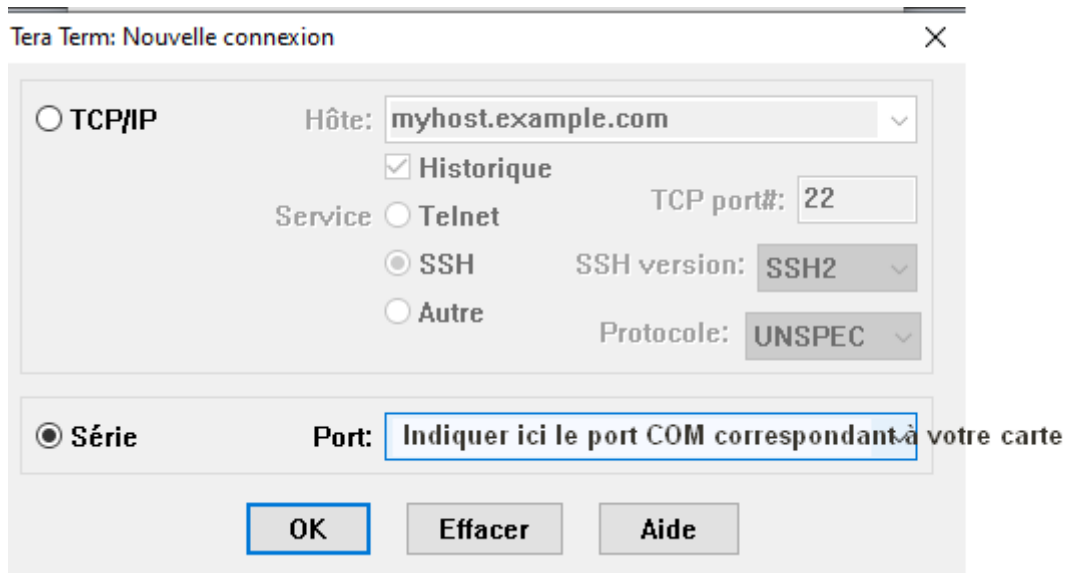 Tera Term: Nouvelle connexion
TCP/IP Hôte: myhost.example.com
Historique
Service Telnet TCP port#: 22
SSH SSH version: SSH2
Autre Protocole: UNSPEC
Série Port: Indiquer ici le port COM correspondant à votre carte
OK Effacer Aide